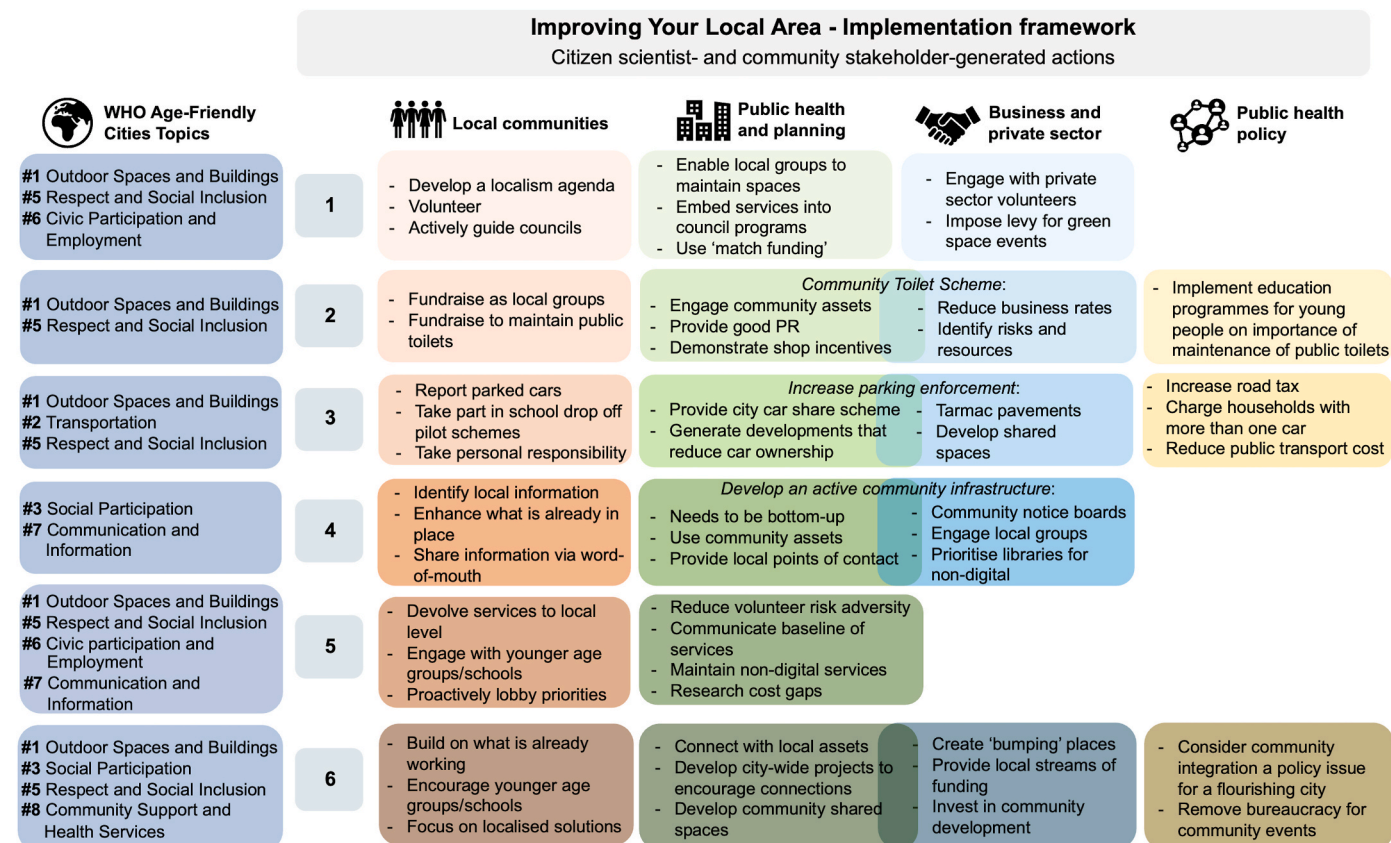 Improving Your Local Area - Implementation framework
Citizen scientist- and community stakeholder-generated actions
WHO Age-Friendly
Cities Topics
Local communities
Public health
and planning
Business and
private sector
Public health
policy
#1 Outdoor Spaces and Buildings
#5 Respect and Social Inclusion
#6 Civic Participation and
Employment
1
- Develop a localism agenda
- Volunteer
- Actively guide councils
- Enable local groups to
maintain spaces
- Embed services into
council programs
- Use ‘match funding’
- Engage with private
sector volunteers
- Impose levy for green
space events
#1 Outdoor Spaces and Buildings
#5 Respect and Social Inclusion
2
- Fundraise as local groups
- Fundraise to maintain public
toilets
Community Toilet Scheme:
- Engage community assets
- Provide good PR
- Demonstrate shop incentives
- Reduce business rates
- Identify risks and
resources
- Implement education
programmes for young
people on importance of
maintenance of public toilets
#1 Outdoor Spaces and Buildings
#2 Transportation
#5 Respect and Social Inclusion
3
- Report parked cars
- Take part in school drop off
pilot schemes
- Take personal responsibility
Increase parking enforcement:
- Provide city car share scheme
- Generate developments that
reduce car ownership
- Tarmac pavements
- Develop shared
spaces
- Increase road tax
- Charge households with
more than one car
- Reduce public transport cost
#3 Social Participation
#7 Communication and
Information
4
- Identify local information
- Enhance what is already in
place
- Share information via word-
of-mouth
Develop an active community infrastructure:
- Needs to be bottom-up
- Use community assets
- Provide local points of contact
- Community notice boards
- Engage local groups
- Prioritise libraries for
non-digital
#1 Outdoor Spaces and Buildings
#5 Respect and Social Inclusion
#6 Civic participation and
Employment
#7 Communication and
Information
5
- Devolve services to local
level
- Engage with younger age
groups/schools
- Proactively lobby priorities
- Reduce volunteer risk adversity
- Communicate baseline of
services
- Maintain non-digital services
- Research cost gaps
#1 Outdoor Spaces and Buildings
#3 Social Participation
#5 Respect and Social Inclusion
#8 Community Support and
Health Services
6
- Build on what is already
working
- Encourage younger age
groups/schools
- Focus on localised solutions
- Connect with local assets
- Develop city-wide projects to
encourage connections
- Develop community shared
spaces
- Create ‘bumping’ places
- Provide local streams of
funding
- Invest in community
development
- Consider community
integration a policy issue
for a flourishing city
- Remove bureaucracy for
community events